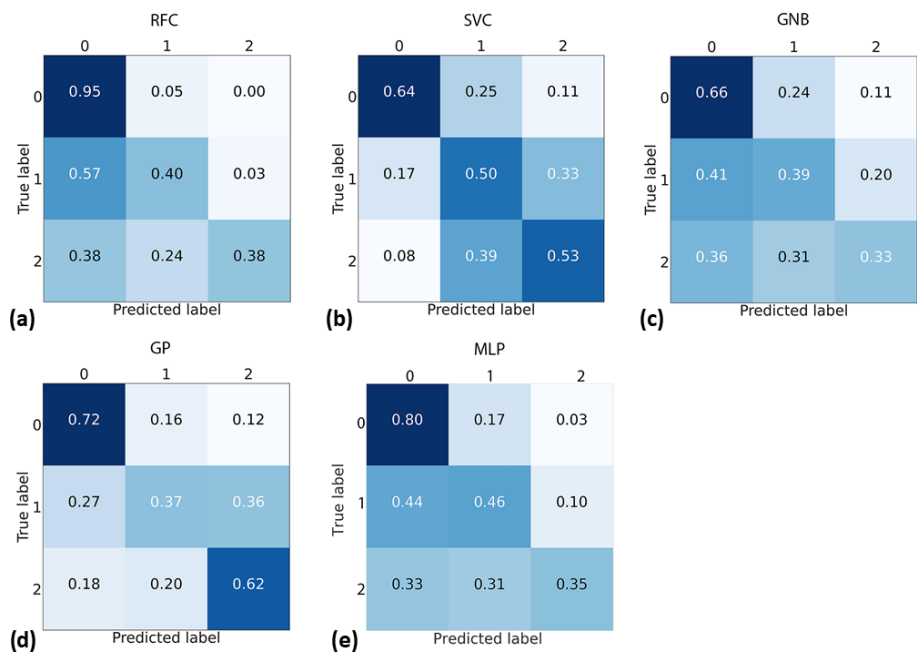 RFC
0 1 2
0 0.95 0.05 0.00
1 0.57 0.40 0.03
2 0.38 0.24 0.38
True label
Predicted label
(a)
SVC
0 1 2
0 0.64 0.25 0.11
1 0.17 0.50 0.33
2 0.08 0.39 0.53
True label
Predicted label
(b)
GNB
0 1 2
0 0.66 0.24 0.11
1 0.41 0.39 0.20
2 0.36 0.31 0.33
True label
Predicted label
(c)
GP
0 1 2
0 0.72 0.16 0.12
1 0.27 0.37 0.36
2 0.18 0.20 0.62
True label
Predicted label
(d)
MLP
0 1 2
0 0.80 0.17 0.03
1 0.44 0.46 0.10
2 0.33 0.31 0.35
True label
Predicted label
(e)